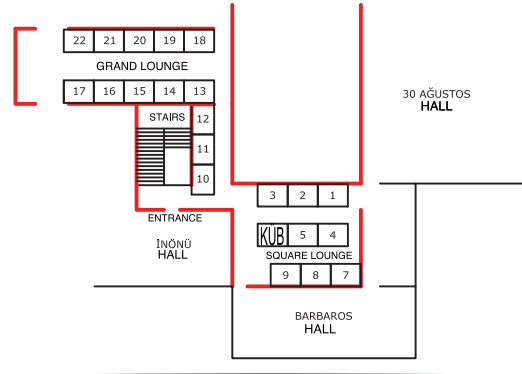 22 21 20 19 18
GRAND LOUNGE
17 16 15 14 13
30 AĞUSTOS
HALL
STAIRS
12
11
10
3 2 1
ENTRANCE
İNÖNÜ
HALL
KÜB 5 4
SQUARE LOUNGE
9 8 7
BARBAROS
HALL